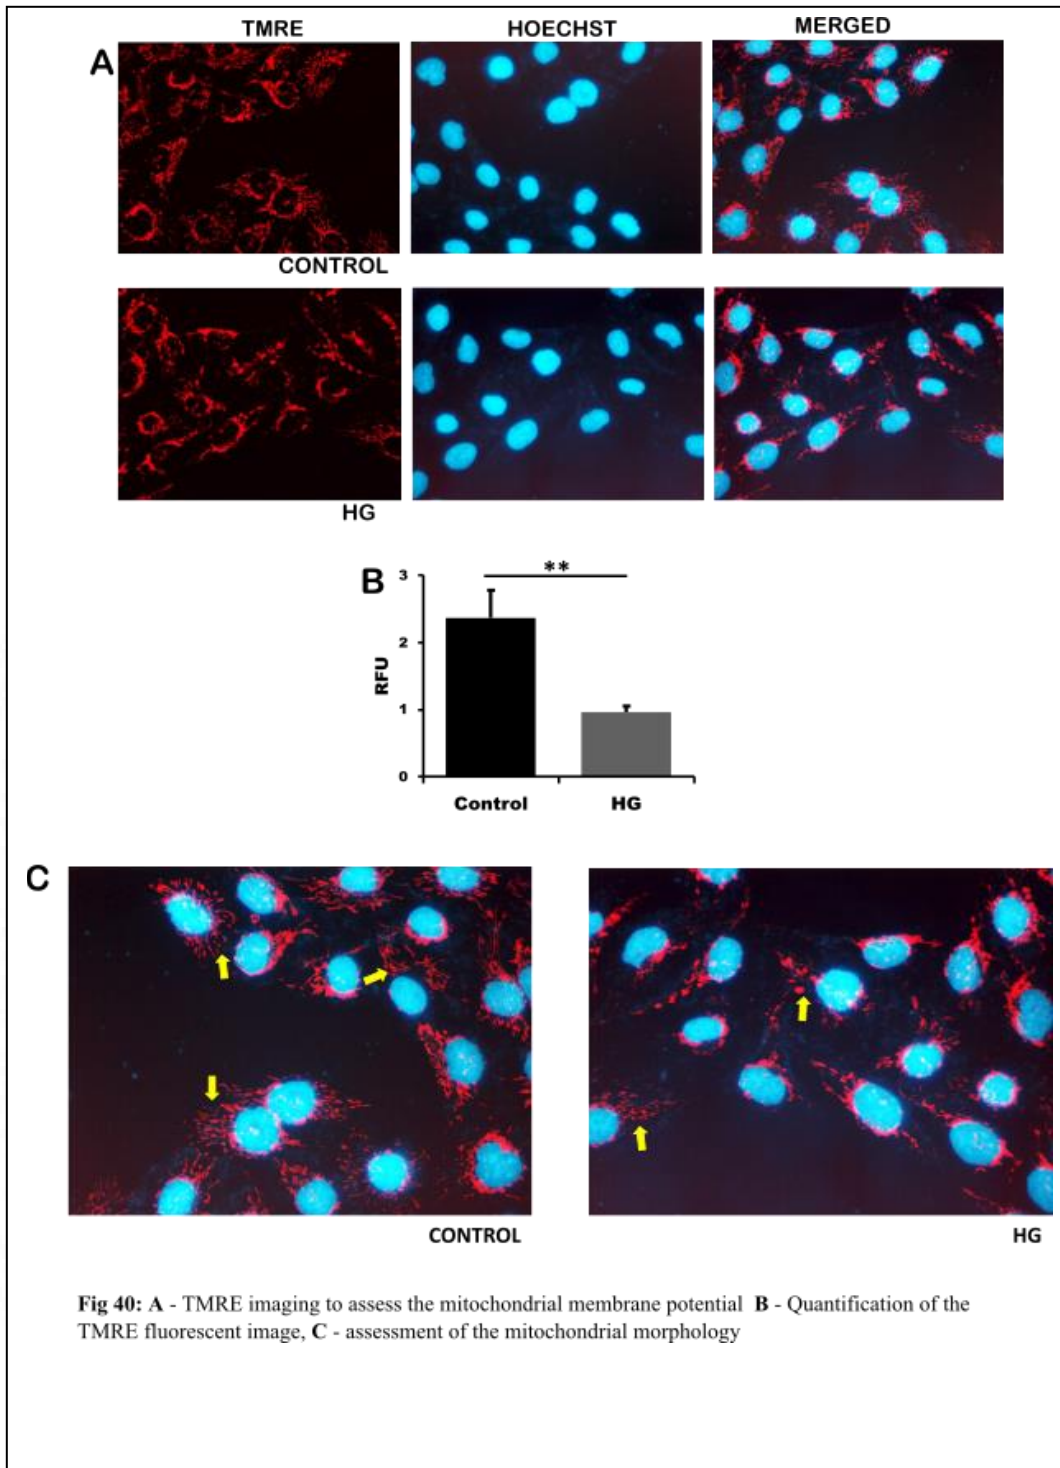 TMRE HOECHST MERGED
A
CONTROL
HG
B
**
3
2
1
0
RFU
Control HG
C
CONTROL HG
Fig 40: A - TMRE imaging to assess the mitochondrial membrane potential B - Quantification of the
TMRE fluorescent image, C - assessment of the mitochondrial morphology